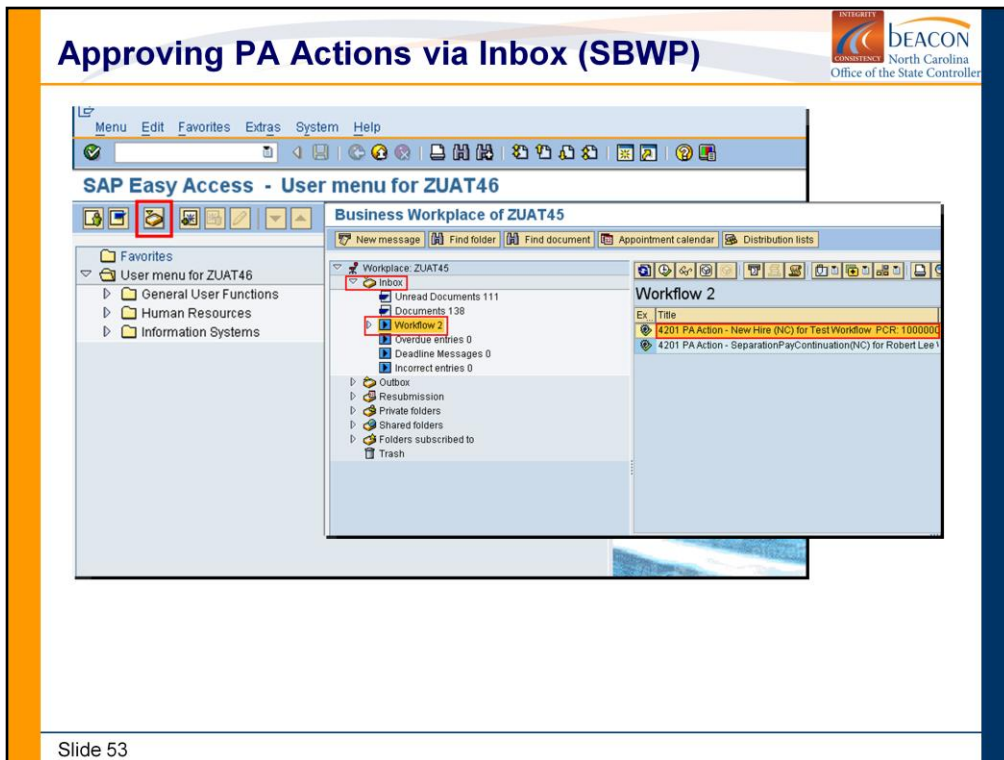 Approving PA Actions via Inbox (SBWP)
INTEGRITY
CONSISTENCY
BEACON
North Carolina
Office of the State Controller
Menu Edit Favorites Extras System Help
SAP Easy Access - User menu for ZUAT46
Favorites
User menu for ZUAT46
General User Functions
Human Resources
Information Systems
Business Workplace of ZUAT45
New message Find folder Find document Appointment calendar Distribution lists
Workplace: ZUAT45
Inbox
Unread Documents 111
Documents 138
Workflow 2
Overdue entries 0
Deadline Messages 0
Incorrect entries 0
Outbox
Resubmission
Private folders
Shared folders
Folders subscribed to
Trash
Workflow 2
Ex... Title
4201 PA Action - New Hire (NC) for Test Workflow PCR: 1000000
4201 PA Action - SeparationPayContinuation(NC) for Robert Lee
Slide 53